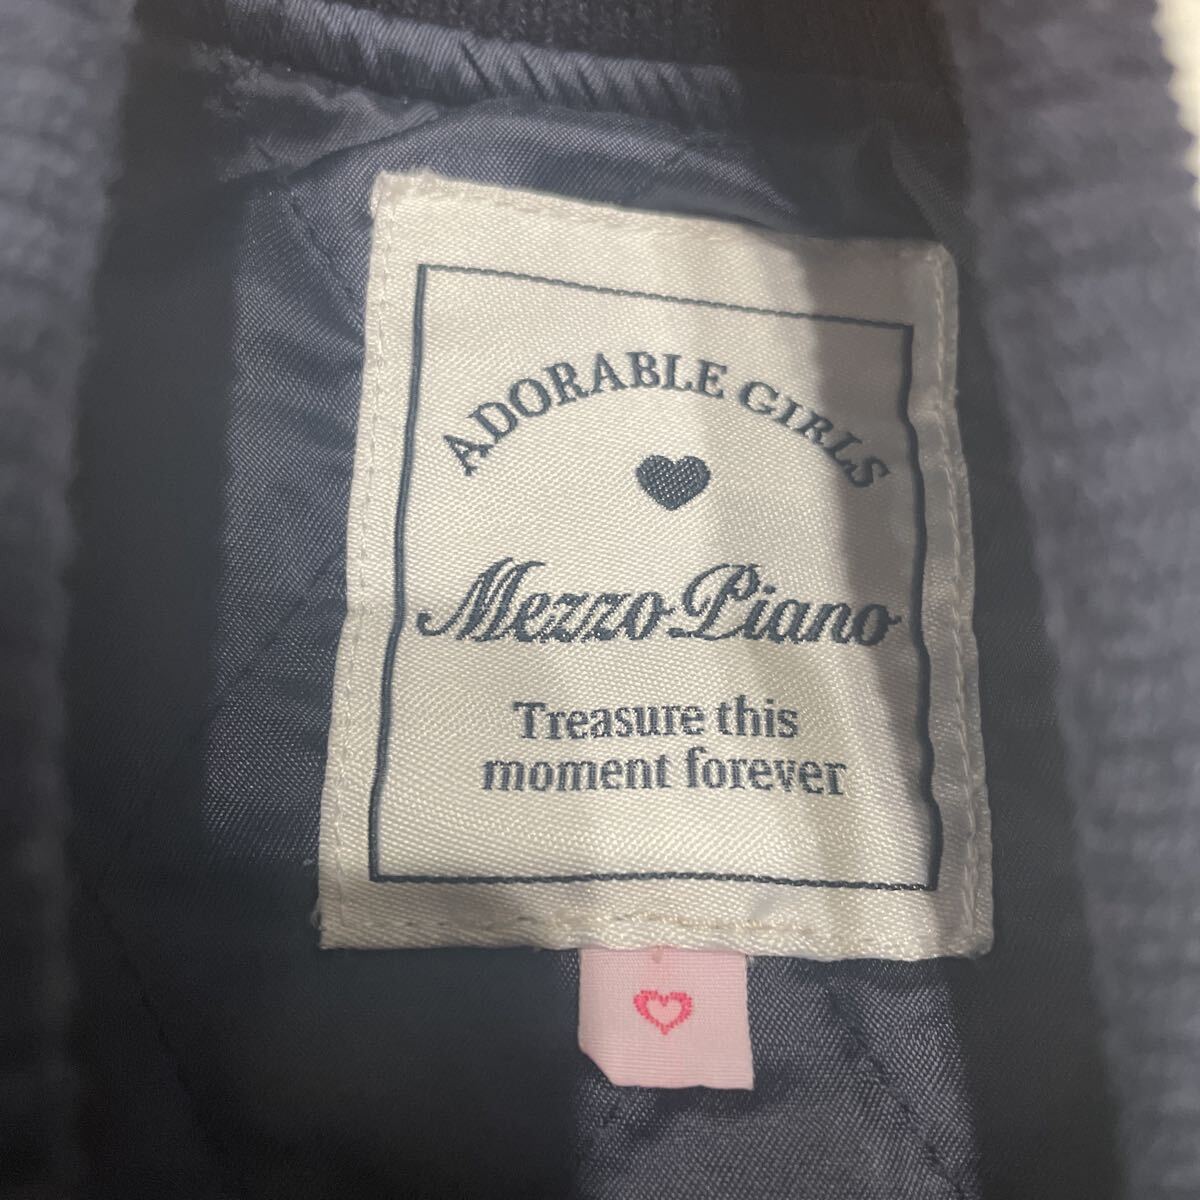 ADORABLE GIRLS
Mezzo Piano
Treasure this
moment forever